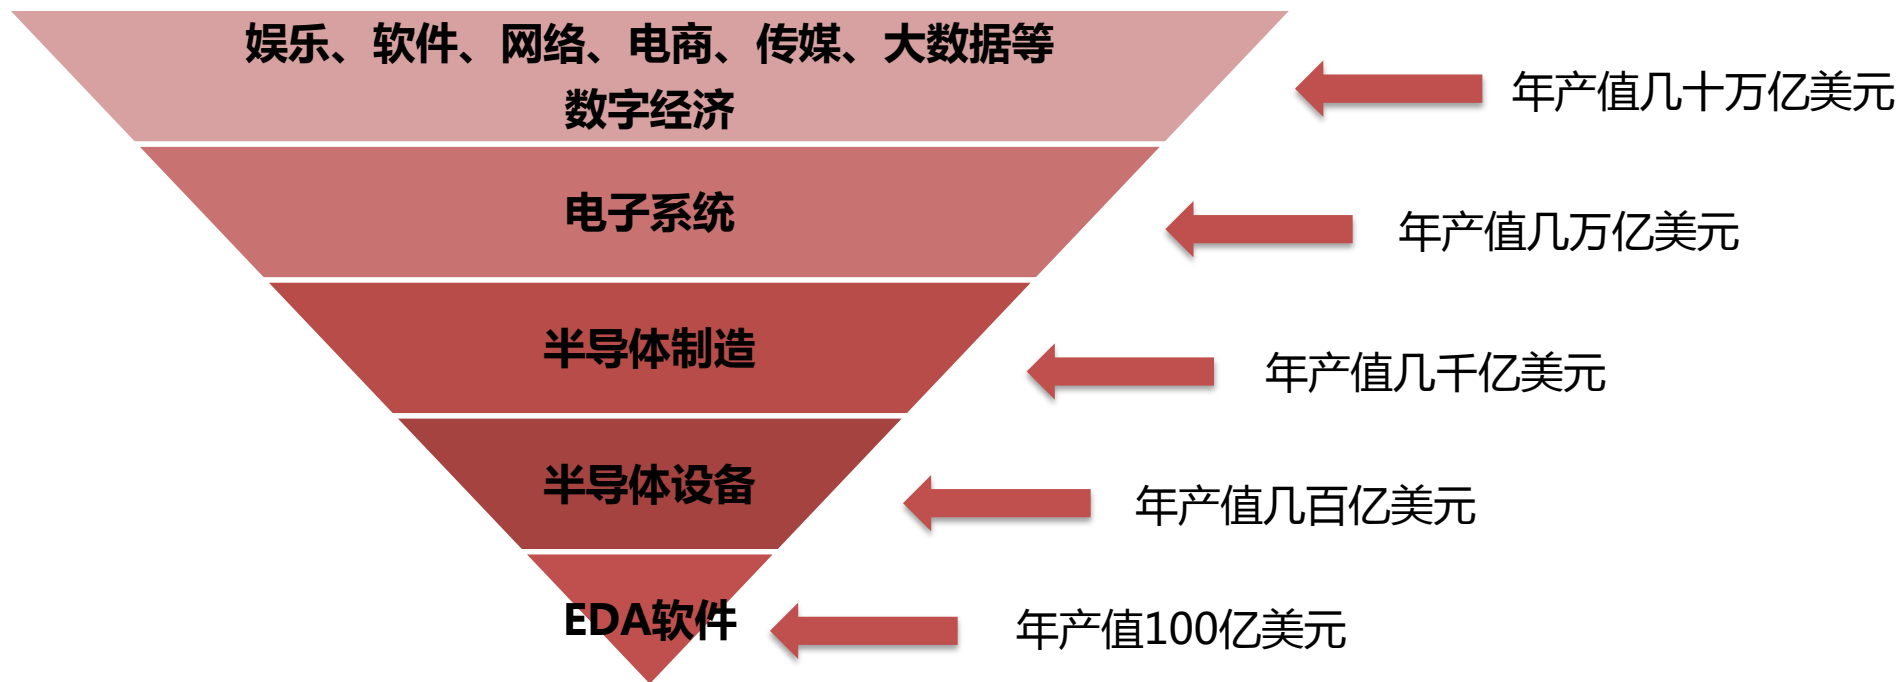 娱乐、软件、网络、电商、传媒、大数据等
数字经济
年产值几十万亿美元
电子系统
年产值几万亿美元
半导体制造
年产值几千亿美元
半导体设备
年产值几百亿美元
EDA软件
年产值100亿美元